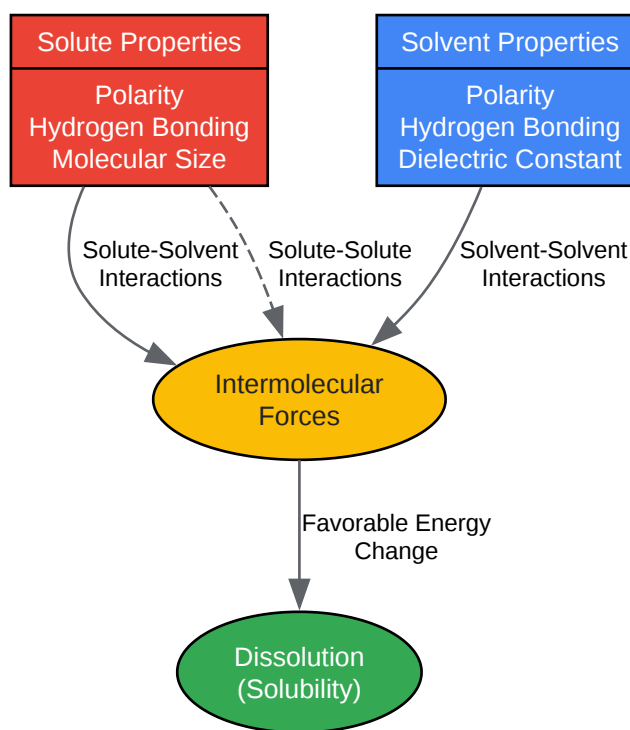 Solute Properties
Polarity
Hydrogen Bonding
Molecular Size
Solvent Properties
Polarity
Hydrogen Bonding
Dielectric Constant
Solute-Solvent
Interactions
Solute-Solute
Interactions
Solvent-Solvent
Interactions
Intermolecular
Forces
Favorable Energy
Change
Dissolution
(Solubility)